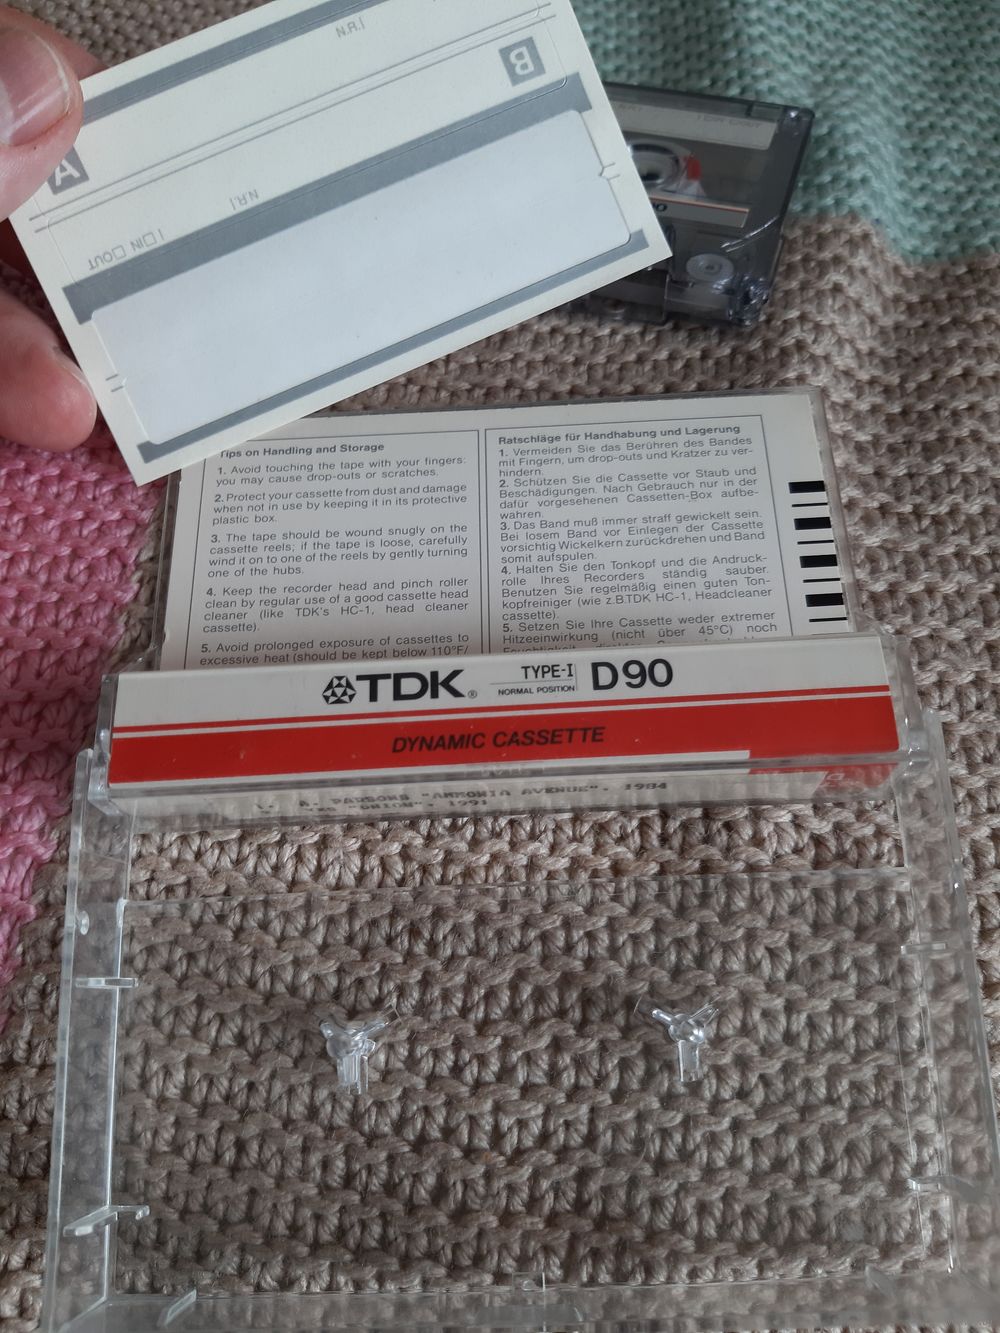 N.R.|
B
A
N.R.|
| □IN □OUT
Tips on Handling and Storage
1. Avoid touching the tape with your fingers:
you may cause drop-outs or scratches.
2. Protect your cassette from dust and damage
when not in use by keeping it in its protective
plastic box.
3. The tape should be wound snugly on the
cassette reels; if the tape is loose, carefully
wind it on to one of the reels by gently turning
one of the hubs.
4. Keep the recorder head and pinch roller
clean by regular use of a good cassette head
cleaner (like TDK's HC-1, head cleaner
cassette).
5. Avoid prolonged exposure of cassettes to
excessive heat (should be kept below 110°F/
Ratschläge für Handhabung und Lagerung
1. Vermeiden Sie das Berühren des Bandes
mit Fingern, um drop-outs und Kratzer zu ver-
hindern.
2. Schützen Sie die Cassette vor Staub und
Beschädigungen. Nach Gebrauch nur in der
dafür vorgesehenen Cassetten-Box aufbe-
wahren.
3. Das Band muß immer straff gewickelt sein.
Bei losem Band vor Einlegen der Cassette
vorsichtig Wickelkern zurückdrehen und Band
somit aufspulen.
4. Halten Sie den Tonkopf und die Andruck-
rolle Ihres Recorders ständig sauber.
Benutzen Sie regelmäßig einen guten Ton-
kopfreiniger (wie z.B.TDK HC-1, Headcleaner
cassette).
5. Setzen Sie Ihre Cassette weder extremer
Hitzeeinwirkung (nicht über 45°C) noch
TDK® TYPE-I D90
NORMAL POSITION
DYNAMIC CASSETTE
A. PARSONS "AMMONIA AVENUE". 1984
1991